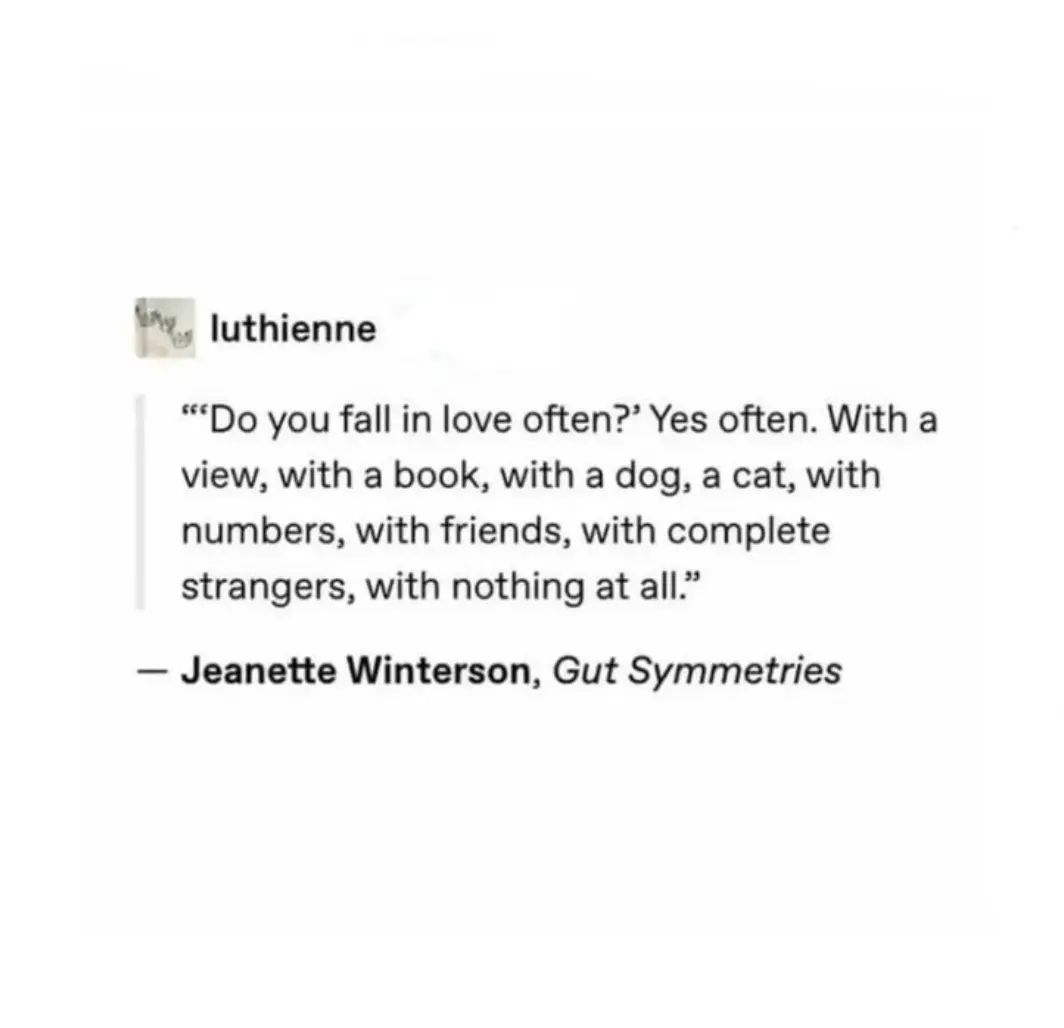 luthienne
“‘Do you fall in love often?’ Yes often. With a
view, with a book, with a dog, a cat, with
numbers, with friends, with complete
strangers, with nothing at all.”
— Jeanette Winterson, Gut Symmetries